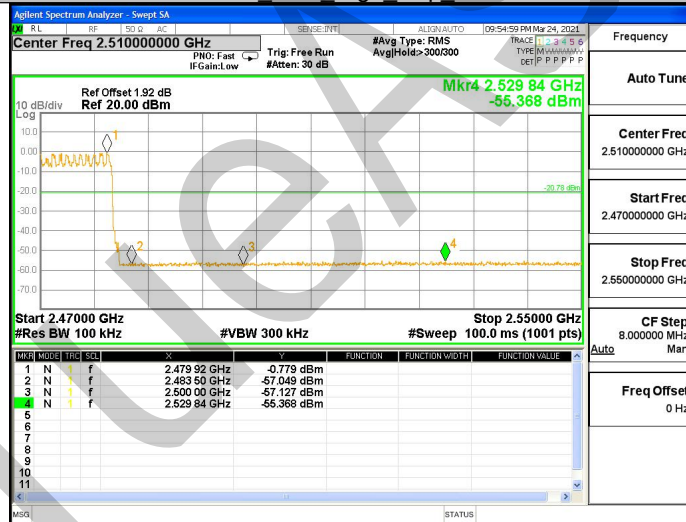 Agilent Spectrum Analyzer - Swept SA
RL RF 50 Ω AC SENSE:INT ALIGN AUTO 09:54:59 PM Mar 24, 2021
Center Freq 2.510000000 GHz
PNO: Fast
IFGain:Low
Trig: Free Run
#Atten: 30 dB
#Avg Type: RMS
Avg|Hold:>300/300
TRACE 1 2 3 4 5 6
TYPE M
DET P P P P P P
Mkr4 2.529 84 GHz
-55.368 dBm
Ref Offset 1.92 dB
10 dB/div Ref 20.00 dBm
Log
10.0
0.00
-10.0
-20.0
-30.0
-40.0
-50.0
-60.0
-70.0
1
2
3
4
-20.78 dBm
Start 2.47000 GHz Stop 2.55000 GHz
#Res BW 100 kHz #VBW 300 kHz #Sweep 100.0 ms (1001 pts)
MKR MODE TRC SCL X Y FUNCTION FUNCTION WIDTH FUNCTION VALUE
1 N 1 f 2.479 92 GHz -0.779 dBm
2 N 1 f 2.483 50 GHz -57.049 dBm
3 N 1 f 2.500 00 GHz -57.127 dBm
4 N 1 f 2.529 84 GHz -55.368 dBm
5
6
7
8
9
10
11
MSG STATUS
Frequency
Auto Tune
Center Freq
2.510000000 GHz
Start Freq
2.470000000 GHz
Stop Freq
2.550000000 GHz
CF Step
8.000000 MHz
Auto Man
Freq Offset
0 Hz